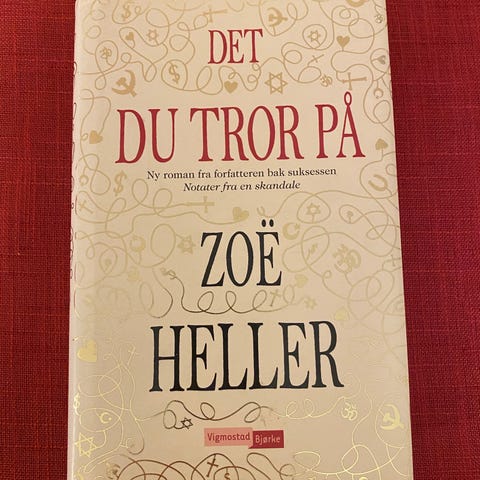 DET
DU TROR PÅ
Ny roman fra forfatteren bak suksessen
Notater fra en skandale
ZOË
HELLER
Vigmostad Bjørke